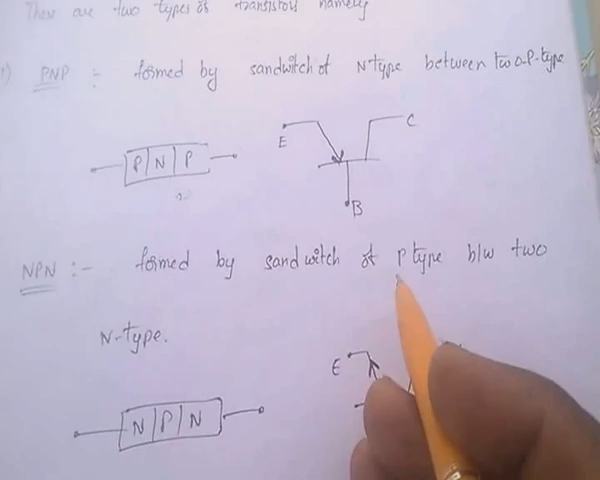 There are two types of transistors namely
1) PNP :- formed by sandwitch of N type between two P-type
P N P
E
C
B
NPN :- formed by sandwitch of P type b/w two
N-type.
E
N P N